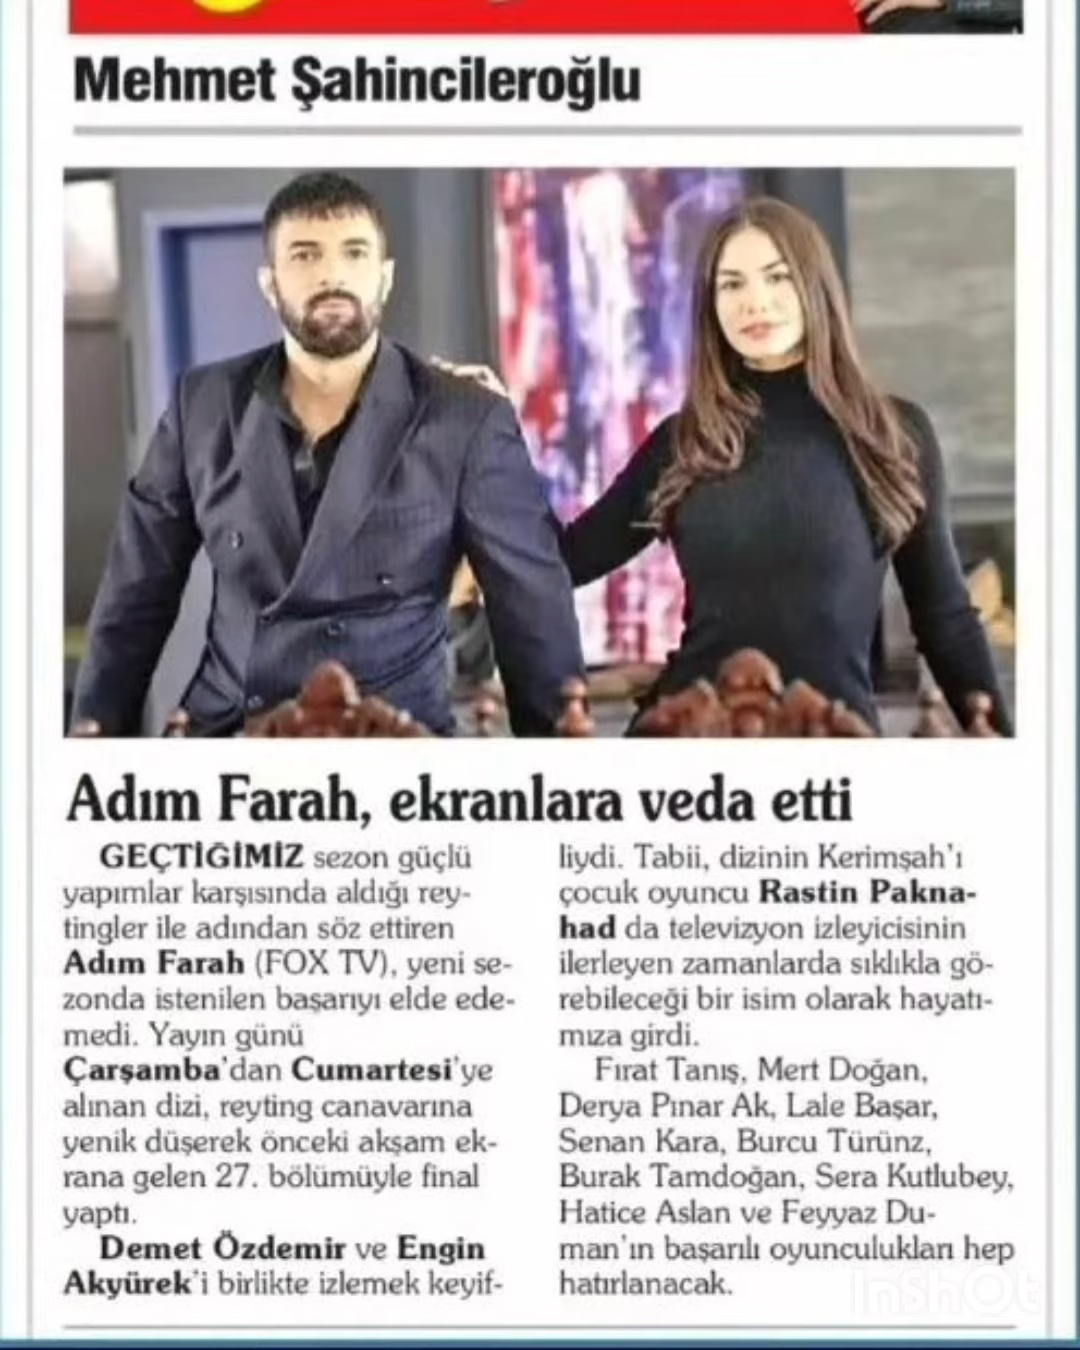 Mehmet Şahincileroğlu
Adım Farah, ekranlara veda etti
GEÇTİĞİMİZ sezon güçlü
yapımlar karşısında aldığı rey-
tingler ile adından söz ettiren
Adım Farah (FOX TV), yeni se-
zonda istenilen başarıyı elde ede-
medi. Yayın günü
Çarşamba'dan Cumartesi'ye
alınan dizi, reyting canavarına
yenik düşerek önceki akşam ek-
rana gelen 27. bölümüyle final
yaptı.
Demet Özdemir ve Engin
Akyürek'i birlikte izlemek keyif-
liydi. Tabii, dizinin Kerimşah'ı
çocuk oyuncu Rastin Pakna-
had da televizyon izleyicisinin
ilerleyen zamanlarda sıklıkla gö-
rebileceği bir isim olarak hayatı-
mıza girdi.
Fırat Tanış, Mert Doğan,
Derya Pınar Ak, Lale Başar,
Senan Kara, Burcu Türünz,
Burak Tamdoğan, Sera Kutlubey,
Hatice Aslan ve Feyyaz Du-
man'ın başarılı oyunculukları hep
hatırlanacak.
InShOt